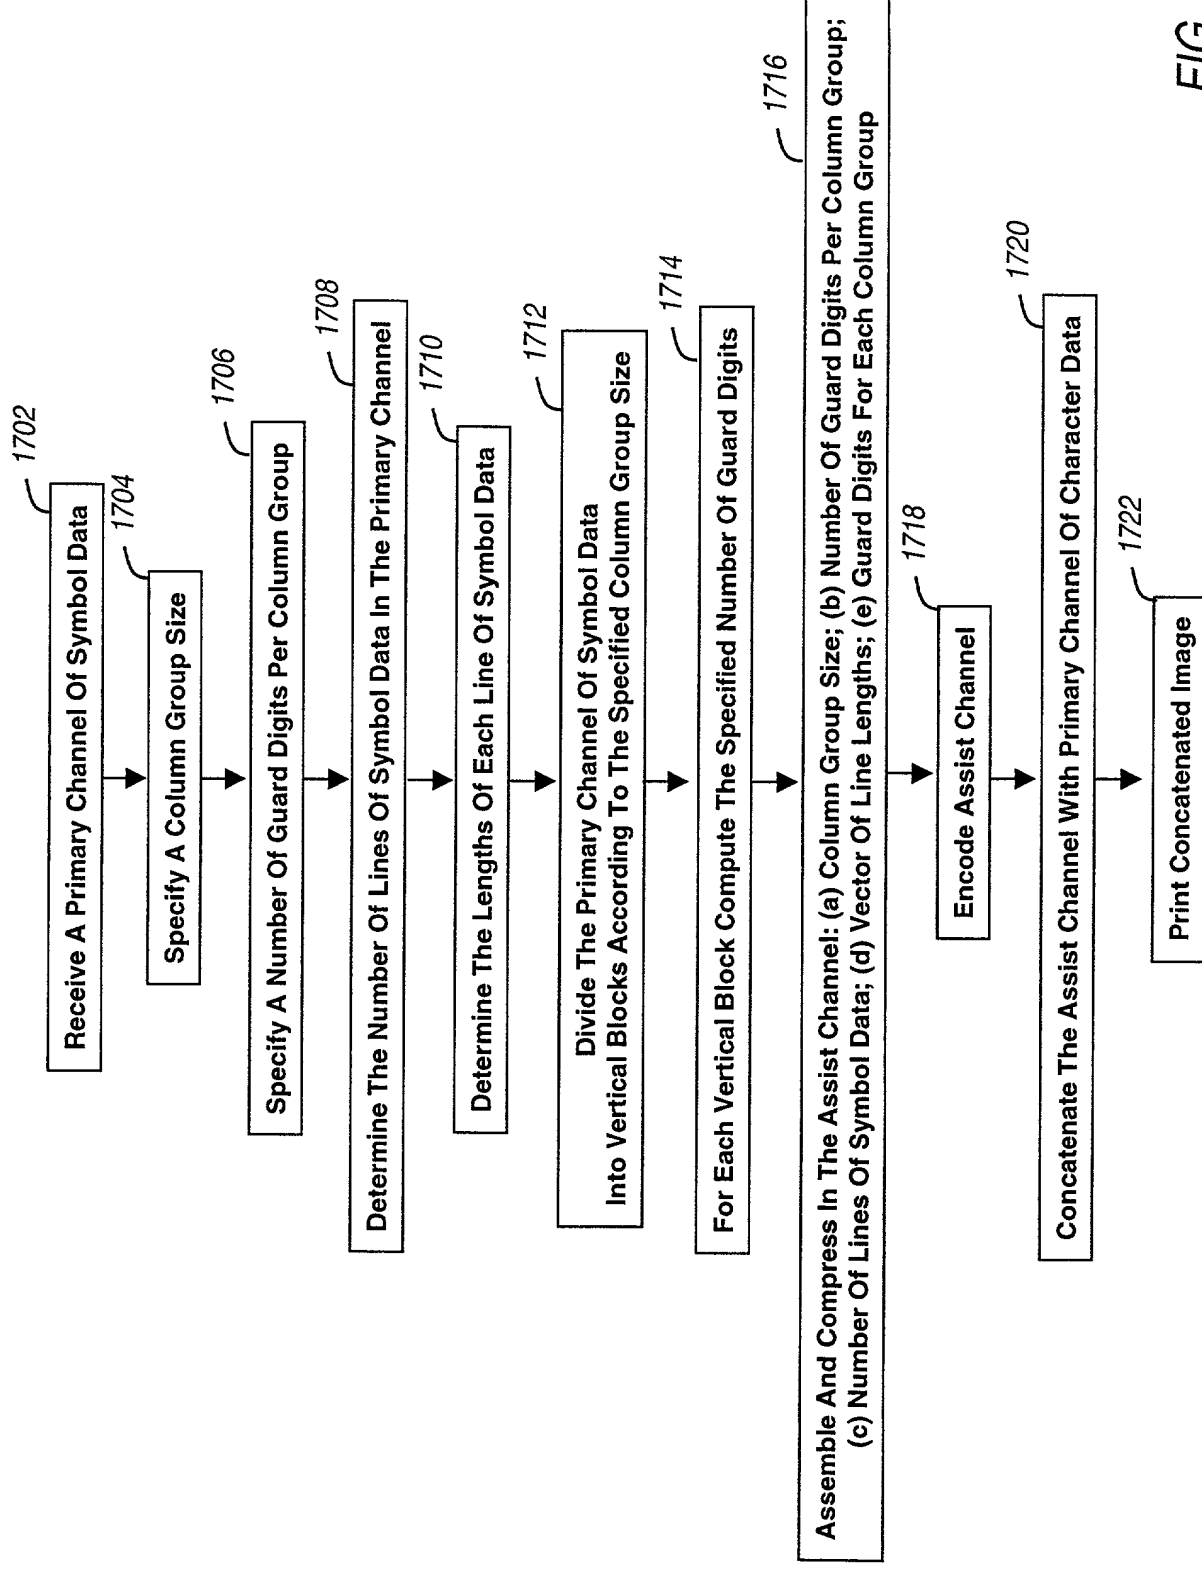 1702
Receive A Primary Channel Of Symbol Data
1704
Specify A Column Group Size
1706
Specify A Number Of Guard Digits Per Column Group
1708
Determine The Number Of Lines Of Symbol Data In The Primary Channel
1710
Determine The Lengths Of Each Line Of Symbol Data
1712
Divide The Primary Channel Of Symbol Data
Into Vertical Blocks According To The Specified Column Group Size
1714
For Each Vertical Block Compute The Specified Number Of Guard Digits
1716
Assemble And Compress In The Assist Channel: (a) Column Group Size; (b) Number Of Guard Digits Per Column Group;
(c) Number Of Lines Of Symbol Data; (d) Vector Of Line Lengths; (e) Guard Digits For Each Column Group
1718
Encode Assist Channel
1720
Concatenate The Assist Channel With Primary Channel Of Character Data
1722
Print Concatenated Image
FIG